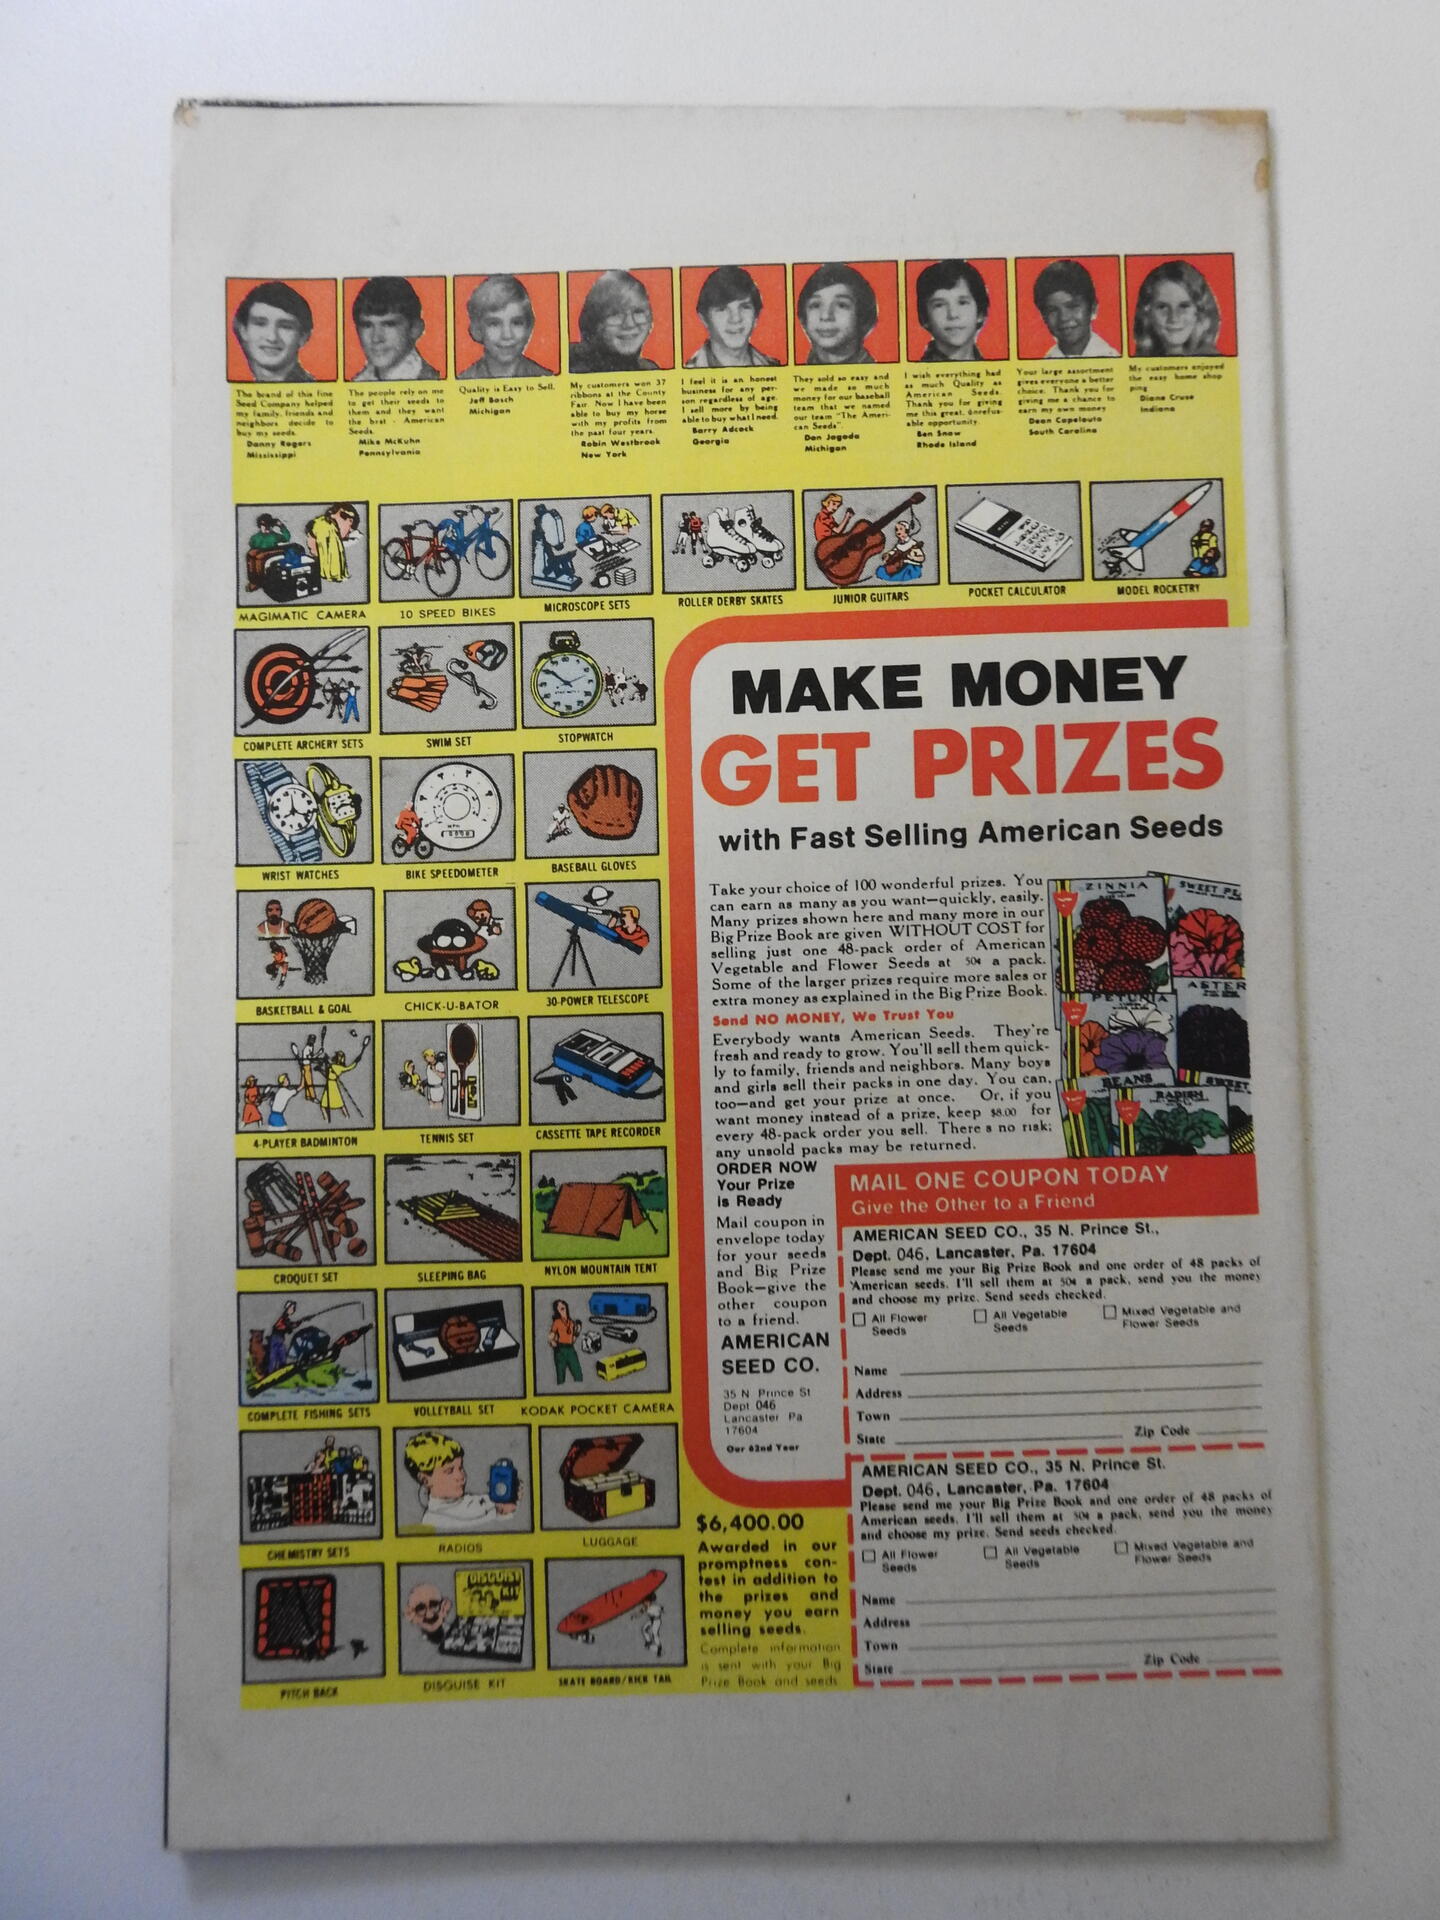 The brand of this fine
Seed Company helped
my family, friends and
neighbors decide to
buy my seeds.
Danny Rogers
Mississippi
The people rely on me
to get their seeds to
them and they want
the best - American
Seeds.
Mike McKuhn
Pennsylvania
Quality is Easy to Sell.
Jeff Bosch
Michigan
My customers won 37
ribbons at the County
Fair. Now I have been
able to buy my horse
with my profits from
the past four years.
Robin Westbrook
New York
I feel it is an honest
business for any per-
son regardless of age.
I sell more by being
able to buy what I need.
Barry Adcock
Georgia
They sold so easy and
we made so much
money for our baseball
team that we named
our team "The Ameri-
can Seeds".
Dan Jagoda
Michigan
I wish everything had
as much Quality as
American Seeds.
Thank you for giving
me this great, unrefus-
able opportunity.
Ben Snow
Rhode Island
Your large assortment
gives everyone a better
choice. Thank you for
giving me a chance to
earn my own money
Dean Capelouto
South Carolina
My customers enjoyed
the easy home shop
ping
Diane Cruse
Indiana
MAGIMATIC CAMERA
10 SPEED BIKES
MICROSCOPE SETS
ROLLER DERBY SKATES
JUNIOR GUITARS
POCKET CALCULATOR
MODEL ROCKETRY
COMPLETE ARCHERY SETS
SWIM SET
STOPWATCH
WRIST WATCHES
BIKE SPEEDOMETER
BASEBALL GLOVES
BASKETBALL & GOAL
CHICK-U-BATOR
30-POWER TELESCOPE
4-PLAYER BADMINTON
TENNIS SET
CASSETTE TAPE RECORDER
CROQUET SET
SLEEPING BAG
NYLON MOUNTAIN TENT
COMPLETE FISHING SETS
VOLLEYBALL SET
KODAK POCKET CAMERA
CHEMISTRY SETS
RADIOS
LUGGAGE
PITCH BACK
DISGUISE KIT
DISGUISE KIT
SKATE BOARD/KICK TAIL
MAKE MONEY
GET PRIZES
with Fast Selling American Seeds
Take your choice of 100 wonderful prizes. You
can earn as many as you want—quickly, easily.
Many prizes shown here and many more in our
Big Prize Book are given WITHOUT COST for
selling just one 48-pack order of American
Vegetable and Flower Seeds at 50¢ a pack.
Some of the larger prizes require more sales or
extra money as explained in the Big Prize Book.
Send NO MONEY, We Trust You
Everybody wants American Seeds. They're
fresh and ready to grow. You'll sell them quick-
ly to family, friends and neighbors. Many boys
and girls sell their packs in one day. You can,
too—and get your prize at once. Or, if you
want money instead of a prize, keep $8.00 for
every 48-pack order you sell. There's no risk;
any unsold packs may be returned.
ZINNIA
SWEET PE
PETUNIA
ASTER
BEANS
RADISH
SWEET
ORDER NOW
Your Prize
is Ready
Mail coupon in
envelope today
for your seeds
and Big Prize
Book—give the
other coupon
to a friend.
AMERICAN
SEED CO.
35 N Prince St
Dept 046
Lancaster Pa
17604
Our 62nd Year
$6,400.00
Awarded in our
promptness con-
test in addition to
the prizes and
money you earn
selling seeds.
Complete information
is sent with your Big
Prize Book and seeds
MAIL ONE COUPON TODAY
Give the Other to a Friend
AMERICAN SEED CO., 35 N. Prince St.,
Dept. 046, Lancaster, Pa. 17604
Please send me your Big Prize Book and one order of 48 packs of
American seeds. I'll sell them at 50¢ a pack, send you the money
and choose my prize. Send seeds checked.
All Flower
Seeds
All Vegetable
Seeds
Mixed Vegetable and
Flower Seeds
Name
Address
Town
State Zip Code
AMERICAN SEED CO., 35 N. Prince St.
Dept. 046, Lancaster, Pa. 17604
Please send me your Big Prize Book and one order of 48 packs of
American seeds. I'll sell them at 50¢ a pack, send you the money
and choose my prize. Send seeds checked.
All Flower
Seeds
All Vegetable
Seeds
Mixed Vegetable and
Flower Seeds
Name
Address
Town
State Zip Code